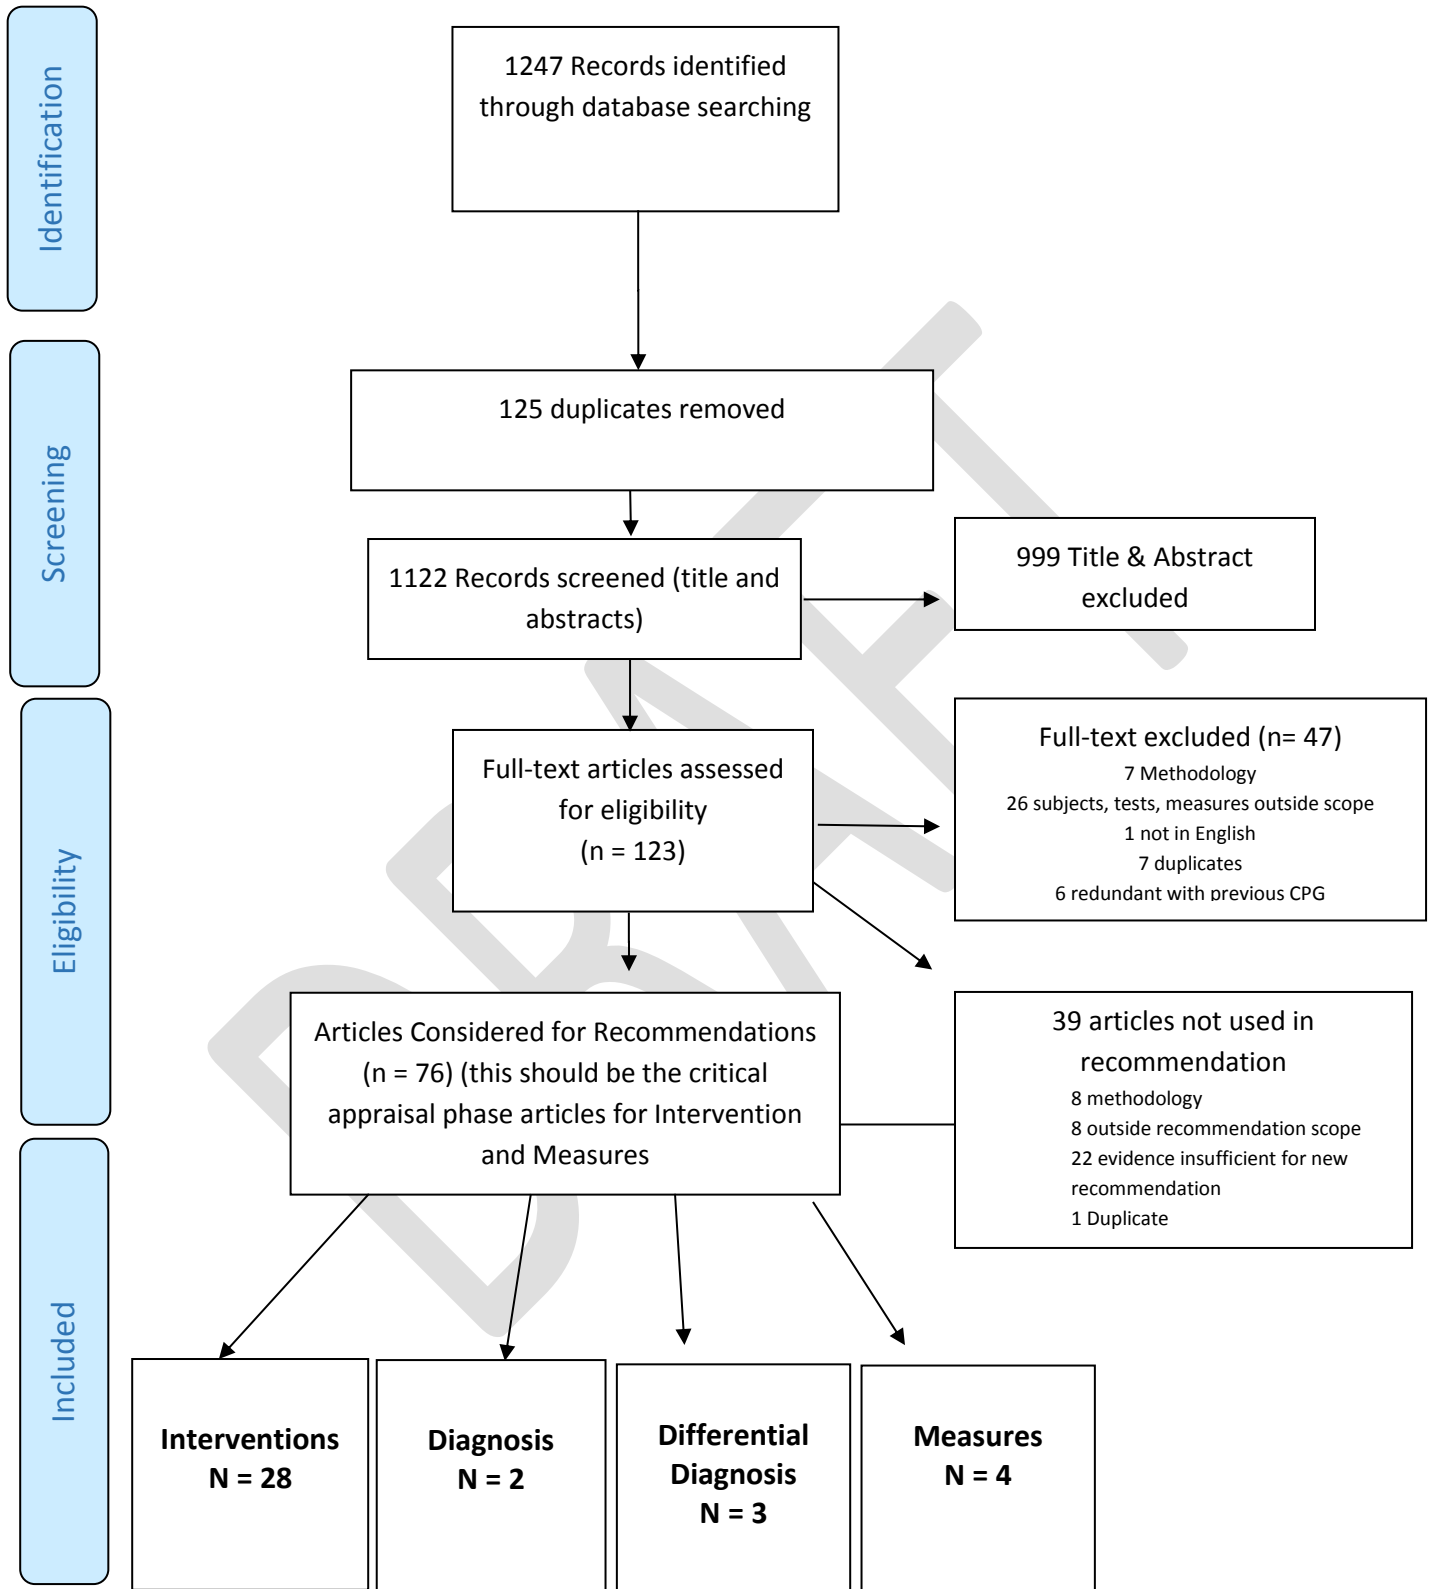 Identification
1247 Records identified
through database searching
Screening
125 duplicates removed
1122 Records screened (title and
abstracts)
999 Title & Abstract
excluded
Eligibility
Full-text articles assessed
for eligibility
(n = 123)
Full-text excluded (n= 47)
7 Methodology
26 subjects, tests, measures outside scope
1 not in English
7 duplicates
6 redundant with previous CPG
Articles Considered for Recommendations
(n = 76) (this should be the critical
appraisal phase articles for Intervention
and Measures
39 articles not used in
recommendation
8 methodology
8 outside recommendation scope
22 evidence insufficient for new
recommendation
1 Duplicate
Included
Interventions
N = 28
Diagnosis
N = 2
Differential
Diagnosis
N = 3
Measures
N = 4
DRAFT